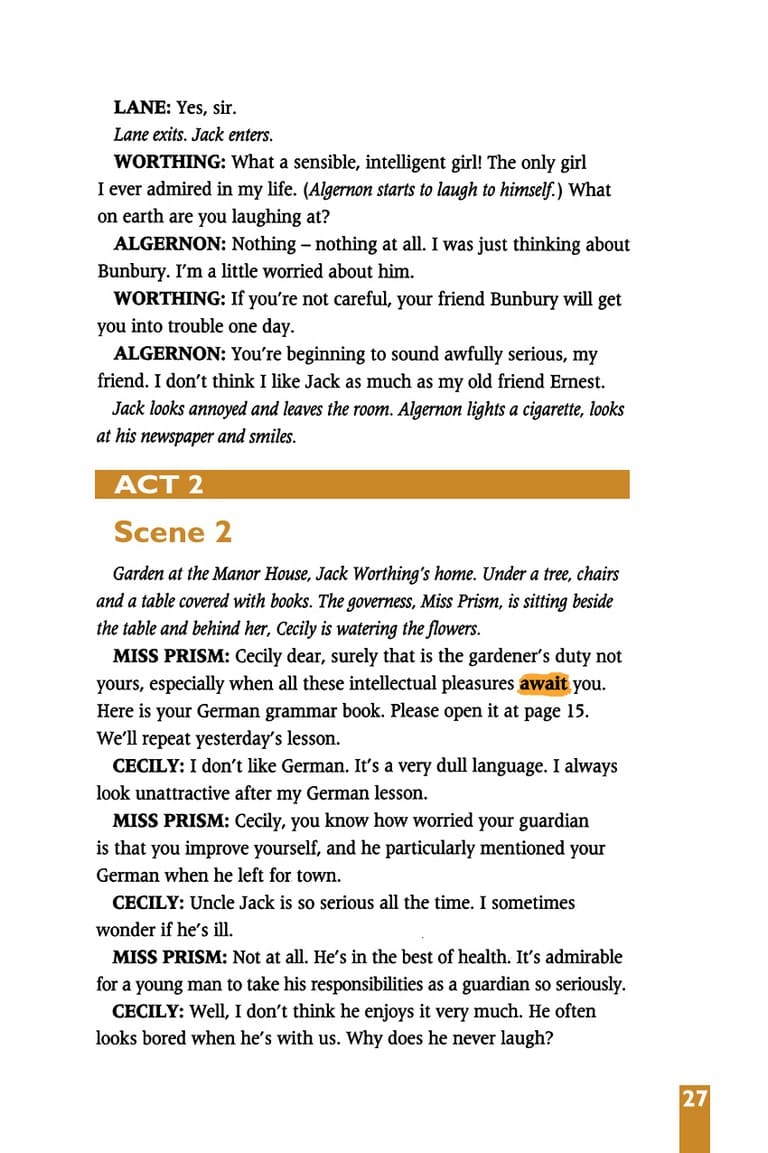 LANE: Yes, sir.
Lane exits. Jack enters.
WORTHING: What a sensible, intelligent girl! The only girl
I ever admired in my life. (Algernon starts to laugh to himself.) What
on earth are you laughing at?
ALGERNON: Nothing – nothing at all. I was just thinking about
Bunbury. I'm a little worried about him.
WORTHING: If you're not careful, your friend Bunbury will get
you into trouble one day.
ALGERNON: You're beginning to sound awfully serious, my
friend. I don't think I like Jack as much as my old friend Ernest.
Jack looks annoyed and leaves the room. Algernon lights a cigarette, looks
at his newspaper and smiles.
ACT 2
Scene 2
Garden at the Manor House, Jack Worthing's home. Under a tree, chairs
and a table covered with books. The governess, Miss Prism, is sitting beside
the table and behind her, Cecily is watering the flowers.
MISS PRISM: Cecily dear, surely that is the gardener's duty not
yours, especially when all these intellectual pleasures await you.
Here is your German grammar book. Please open it at page 15.
We'll repeat yesterday's lesson.
CECILY: I don't like German. It's a very dull language. I always
look unattractive after my German lesson.
MISS PRISM: Cecily, you know how worried your guardian
is that you improve yourself, and he particularly mentioned your
German when he left for town.
CECILY: Uncle Jack is so serious all the time. I sometimes
wonder if he's ill.
MISS PRISM: Not at all. He's in the best of health. It's admirable
for a young man to take his responsibilities as a guardian so seriously.
CECILY: Well, I don't think he enjoys it very much. He often
looks bored when he's with us. Why does he never laugh?
27